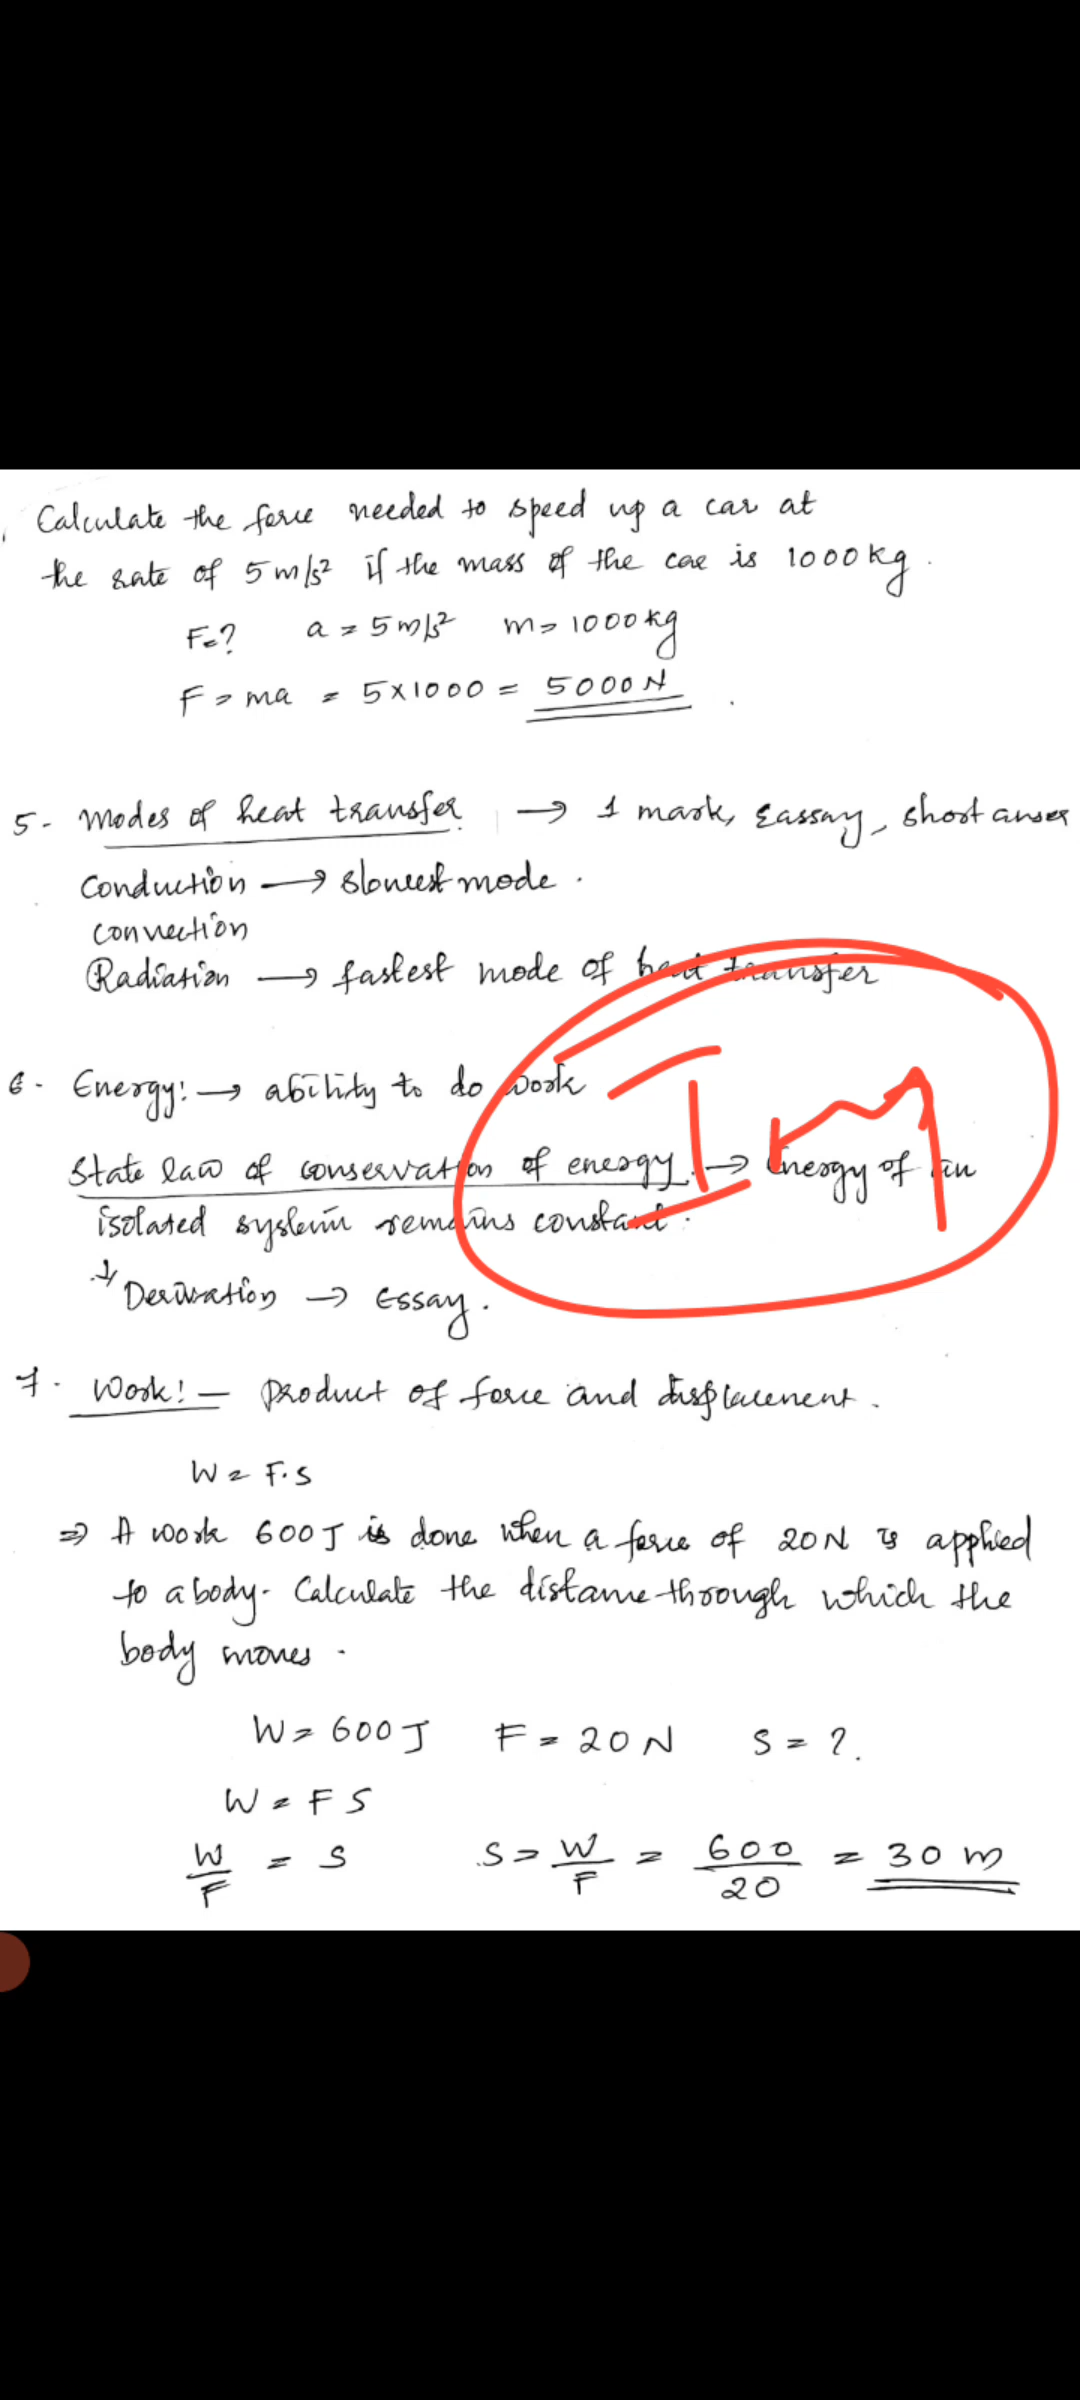 Calculate the force needed to speed up a car at
the rate of 5 m/s² if the mass of the car is 1000 kg.
F=? a = 5 m/s² m = 1000 kg
F = ma = 5×1000 = 5000 N
5- Modes of heat transfer. → 1 mark, Eassay, short answer
Conduction → slowest mode.
convection
Radiation → fastest mode of heat transfer
6- Energy: → ability to do work
State law of conservation of energy. → Energy of an
isolated system remains constant.
Derivation → Essay.
Im
7. Work! — Product of force and displacement.
W = F.S
⇒ A work 600 J is done when a force of 20 N is applied
to a body. Calculate the distance through which the
body moves.
W = 600 J F = 20 N S = ?.
W = F S
W/F = S S = W/F = 600/20 = 30 m